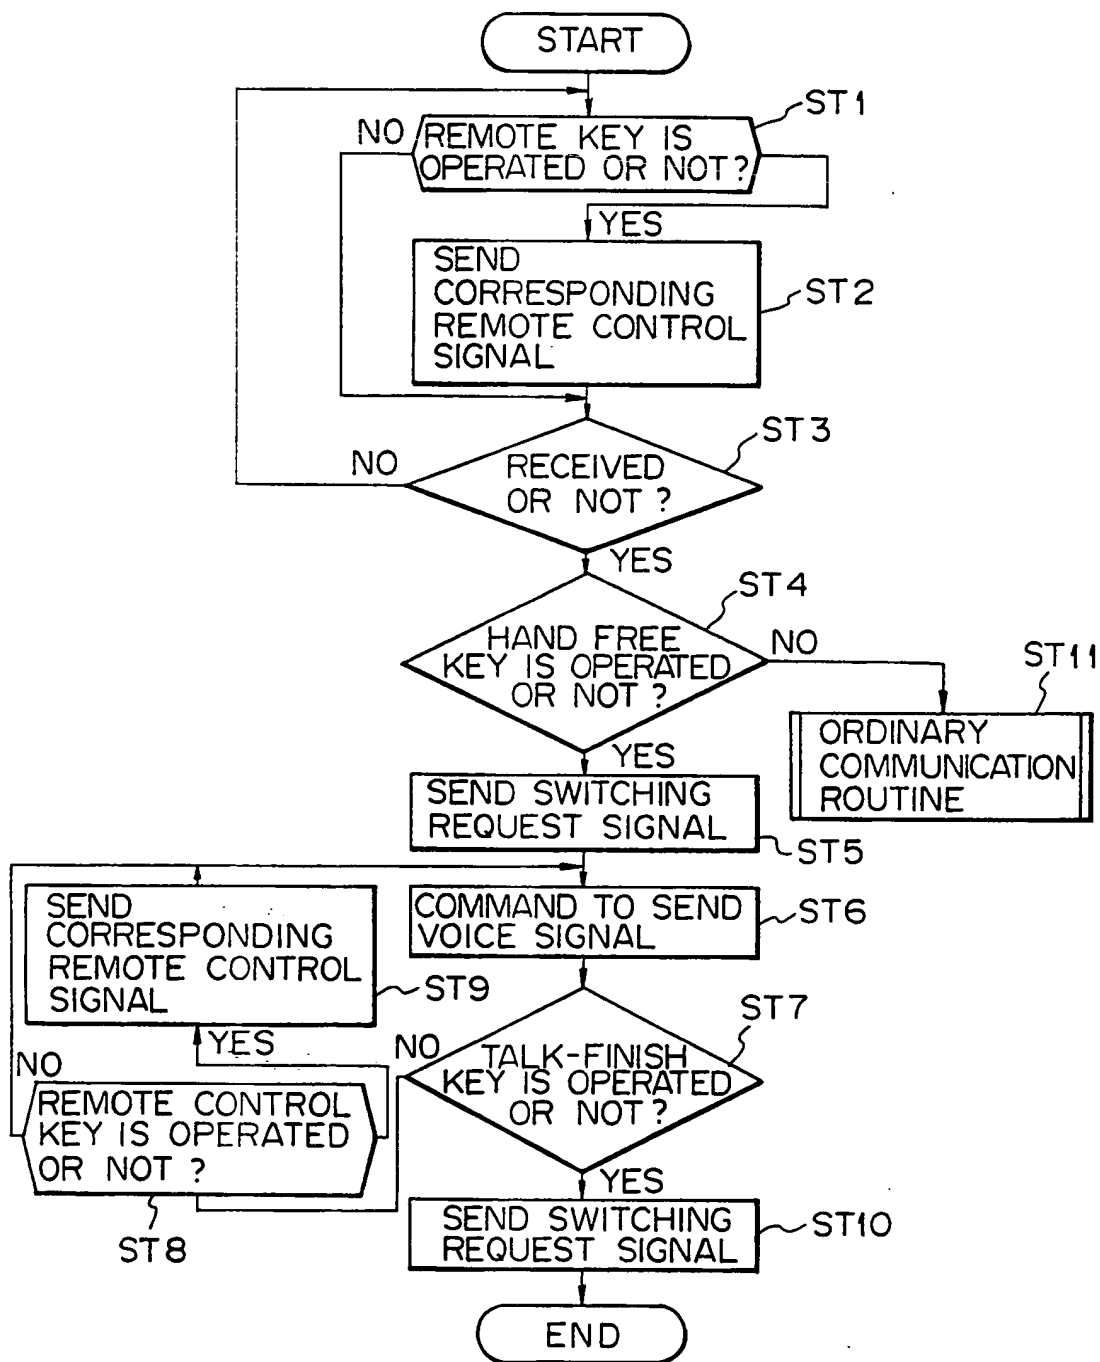 START
ST1
NO
REMOTE KEY IS
OPERATED OR NOT?
YES
SEND
CORRESPONDING
REMOTE CONTROL
SIGNAL
ST2
ST3
NO
RECEIVED
OR NOT ?
YES
ST4
HAND FREE
KEY IS OPERATED
OR NOT ?
NO
ST11
ORDINARY
COMMUNICATION
ROUTINE
YES
SEND SWITCHING
REQUEST SIGNAL
ST5
COMMAND TO SEND
VOICE SIGNAL
ST6
SEND
CORRESPONDING
REMOTE CONTROL
SIGNAL
ST9
ST7
YES
NO
TALK-FINISH
KEY IS OPERATED
OR NOT ?
NO
REMOTE CONTROL
KEY IS OPERATED
OR NOT ?
ST8
YES
SEND SWITCHING
REQUEST SIGNAL
ST10
END